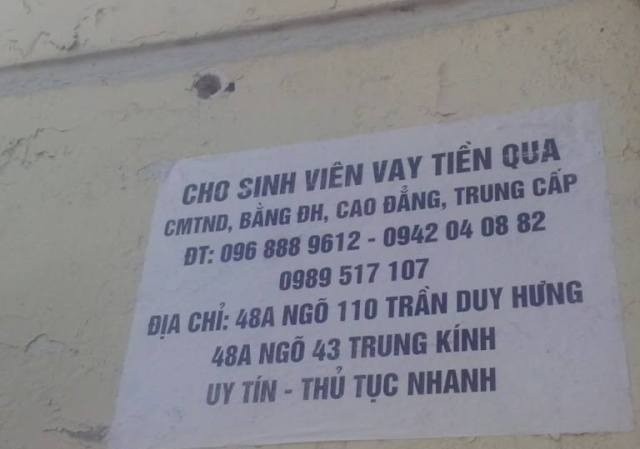 CHO SINH VIÊN VAY TIỀN QUA
CMTND, BẰNG ĐH, CAO ĐẲNG, TRUNG CẤP
ĐT: 096 888 9612 - 0942 04 08 82
0989 517 107
ĐỊA CHỈ: 48A NGÕ 110 TRẦN DUY HƯNG
48A NGÕ 43 TRUNG KÍNH
UY TÍN - THỦ TỤC NHANH